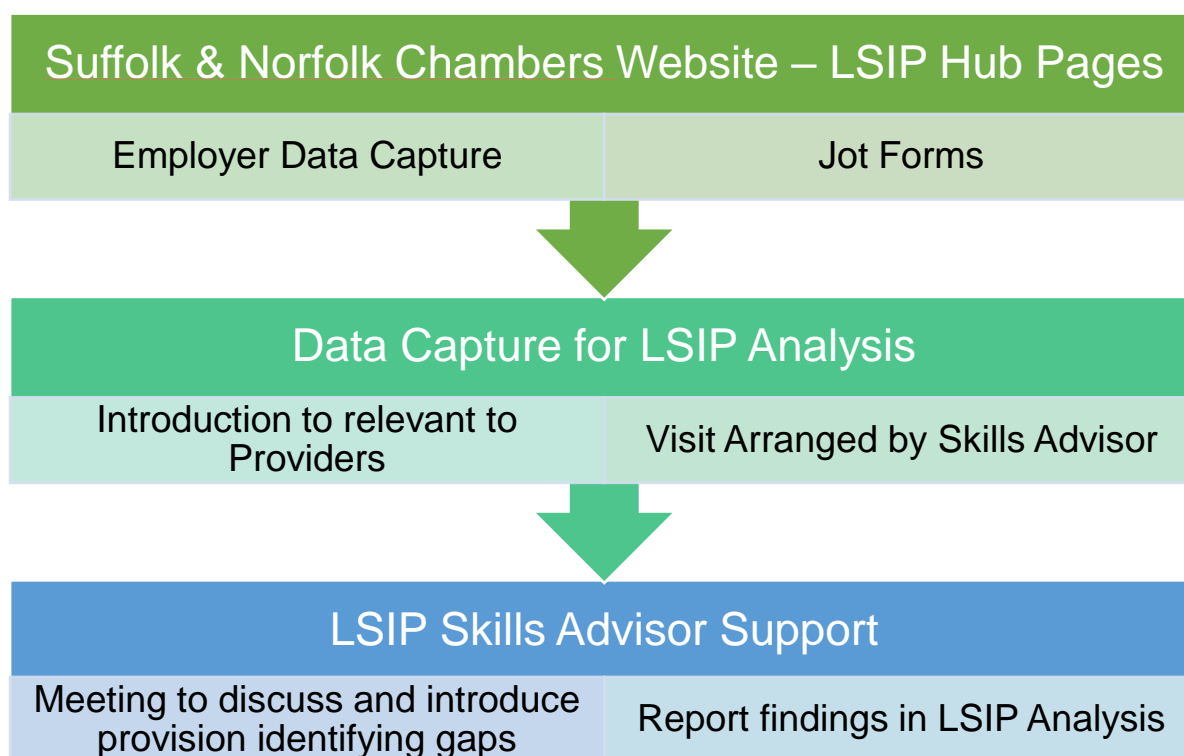 Suffolk & Norfolk Chambers Website – LSIP Hub Pages
Employer Data Capture
Jot Forms
Data Capture for LSIP Analysis
Introduction to relevant to
Providers
Visit Arranged by Skills Advisor
LSIP Skills Advisor Support
Meeting to discuss and introduce
provision identifying gaps
Report findings in LSIP Analysis